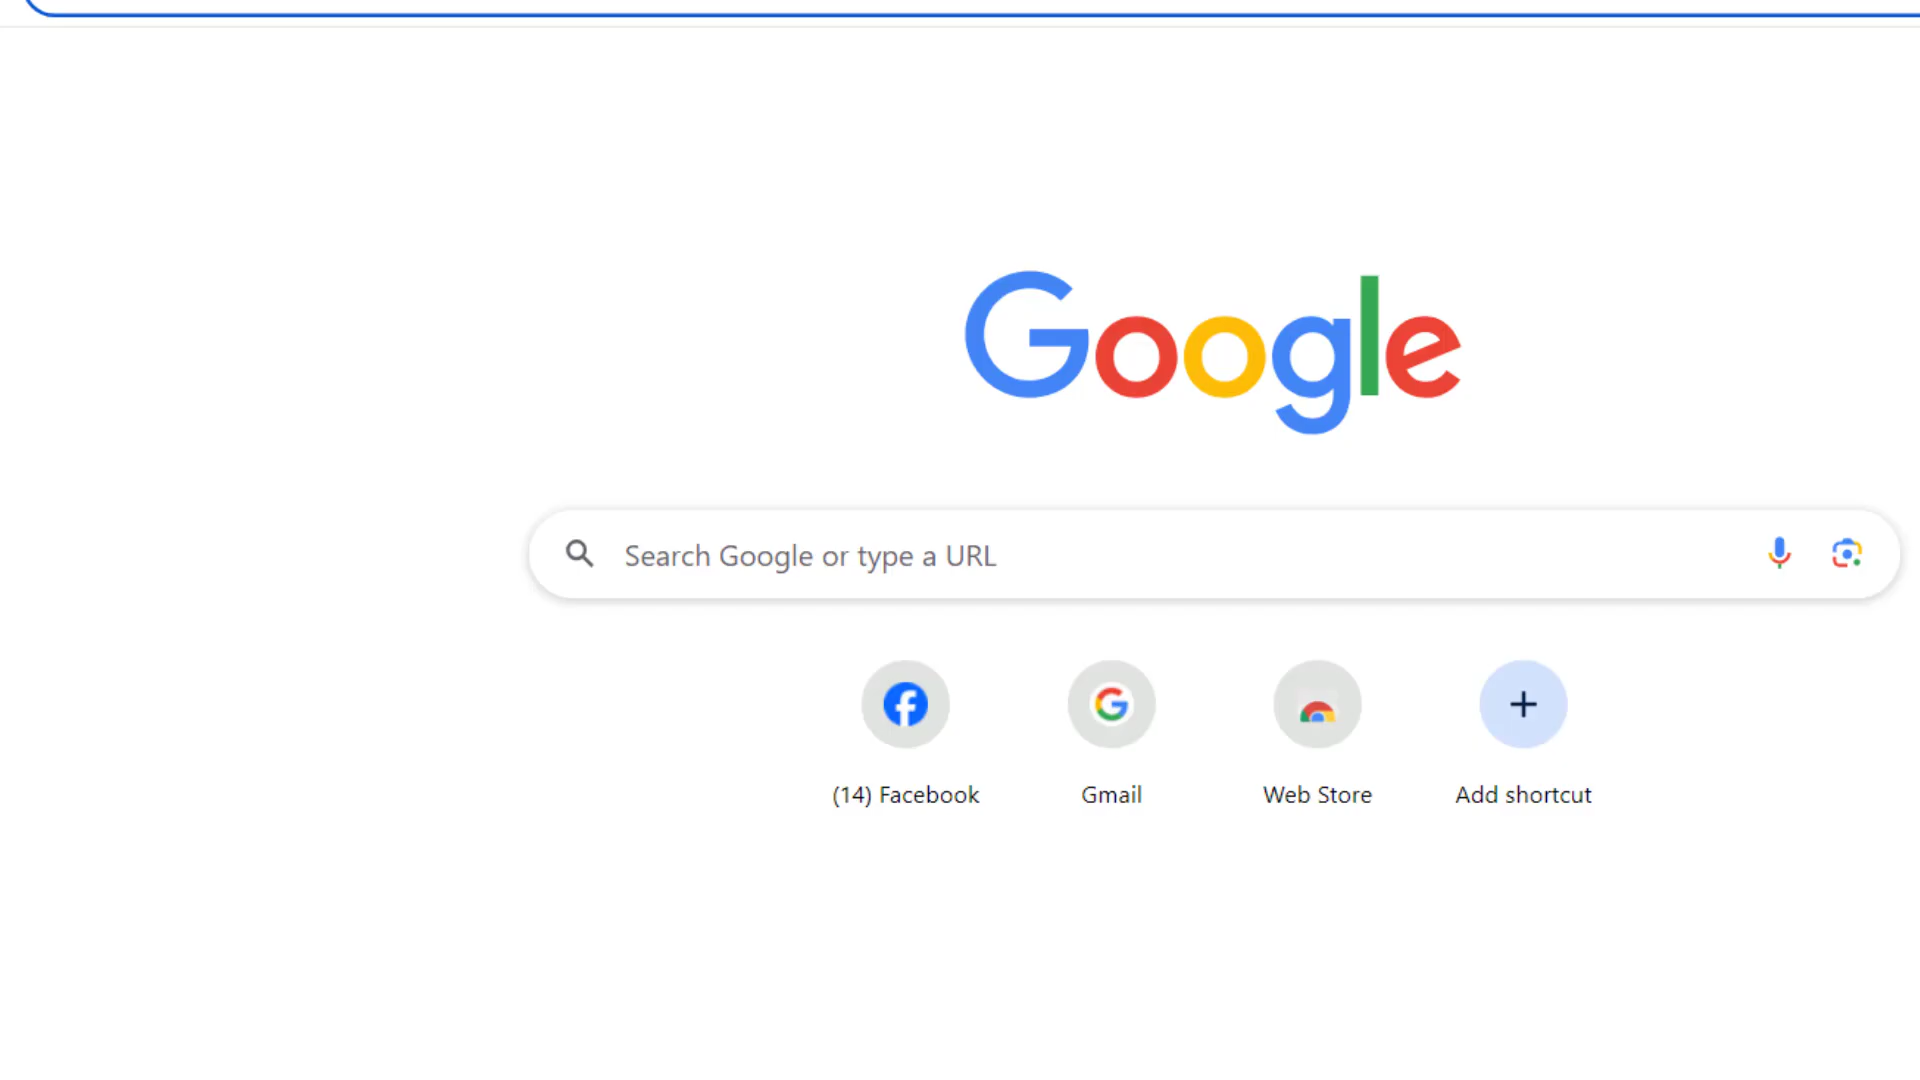 Google
Search Google or type a URL
(14) Facebook
Gmail
Web Store
Add shortcut